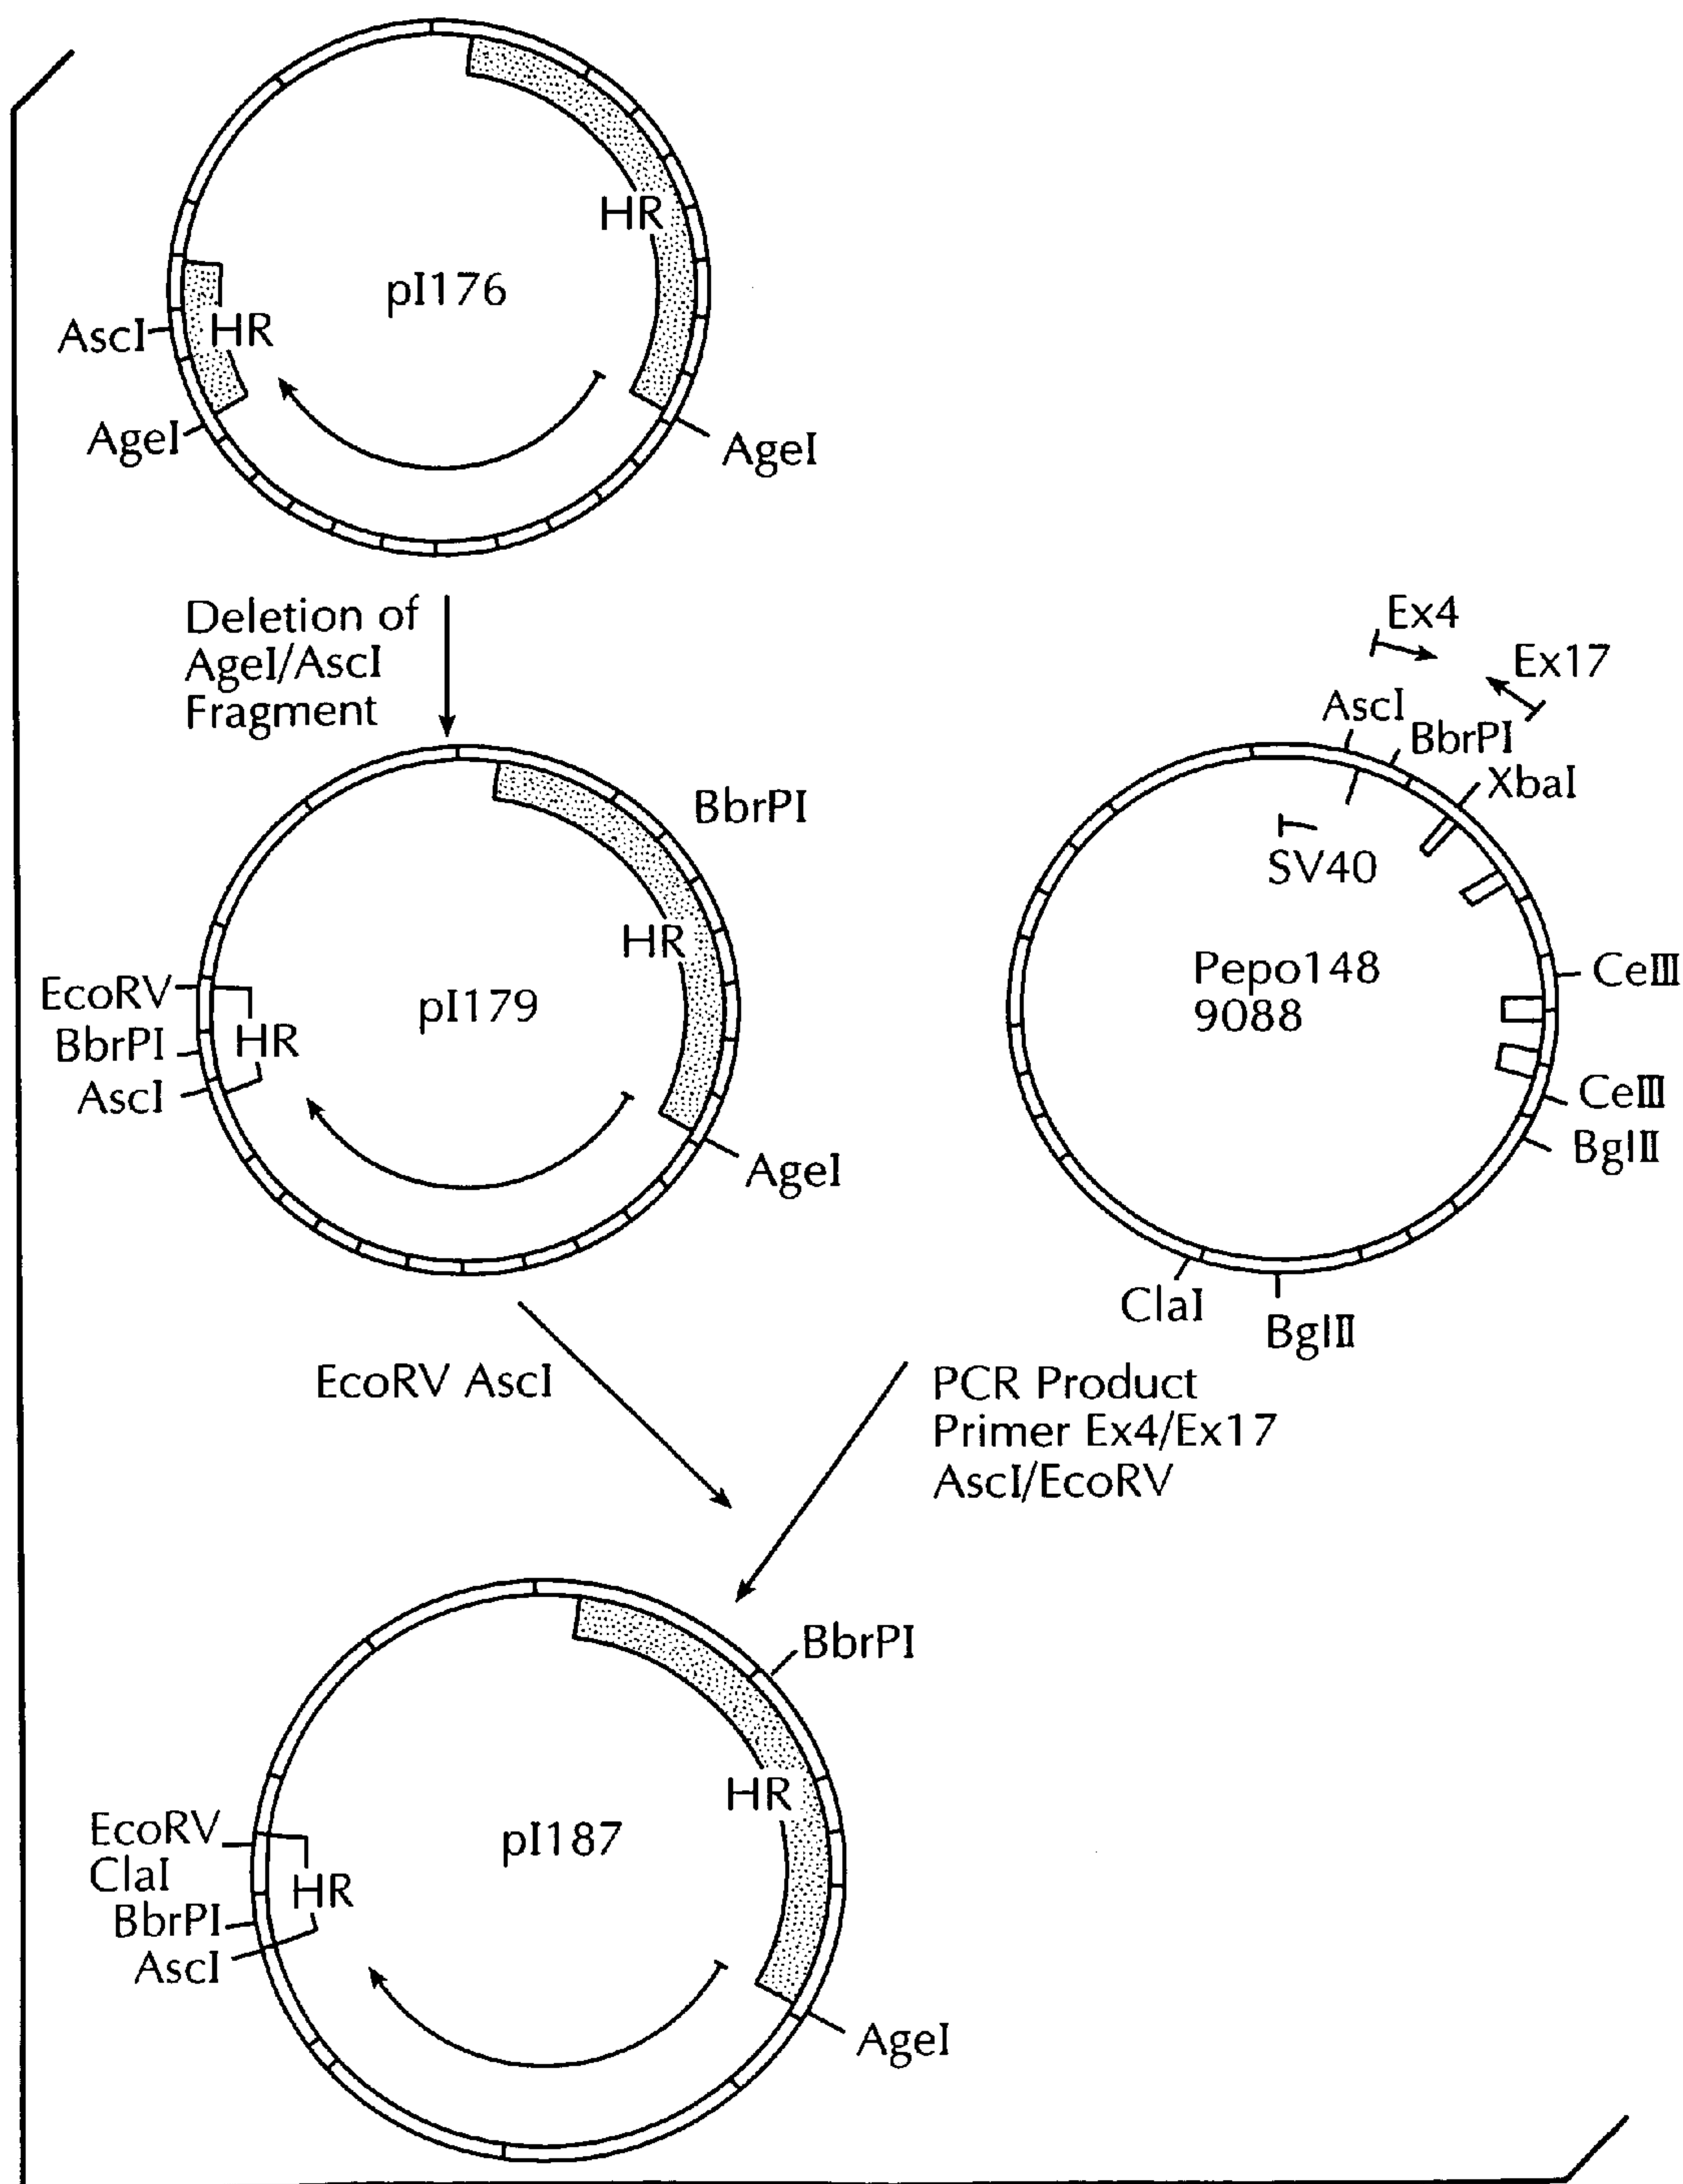 HR
pI176
AscI
HR
AgeI
AgeI
Deletion of
AgeI/AscI
Fragment
BbrPI
HR
EcoRV
pI179
BbrPI
HR
AscI
AgeI
Ex4
Ex17
AscI
BbrPI
XbaI
SV40
Pepo148
9088
CeIII
CeIII
BglII
ClaI
BglII
EcoRV AscI
PCR Product
Primer Ex4/Ex17
AscI/EcoRV
BbrPI
HR
EcoRV
pI187
ClaI
HR
BbrPI
AscI
AgeI